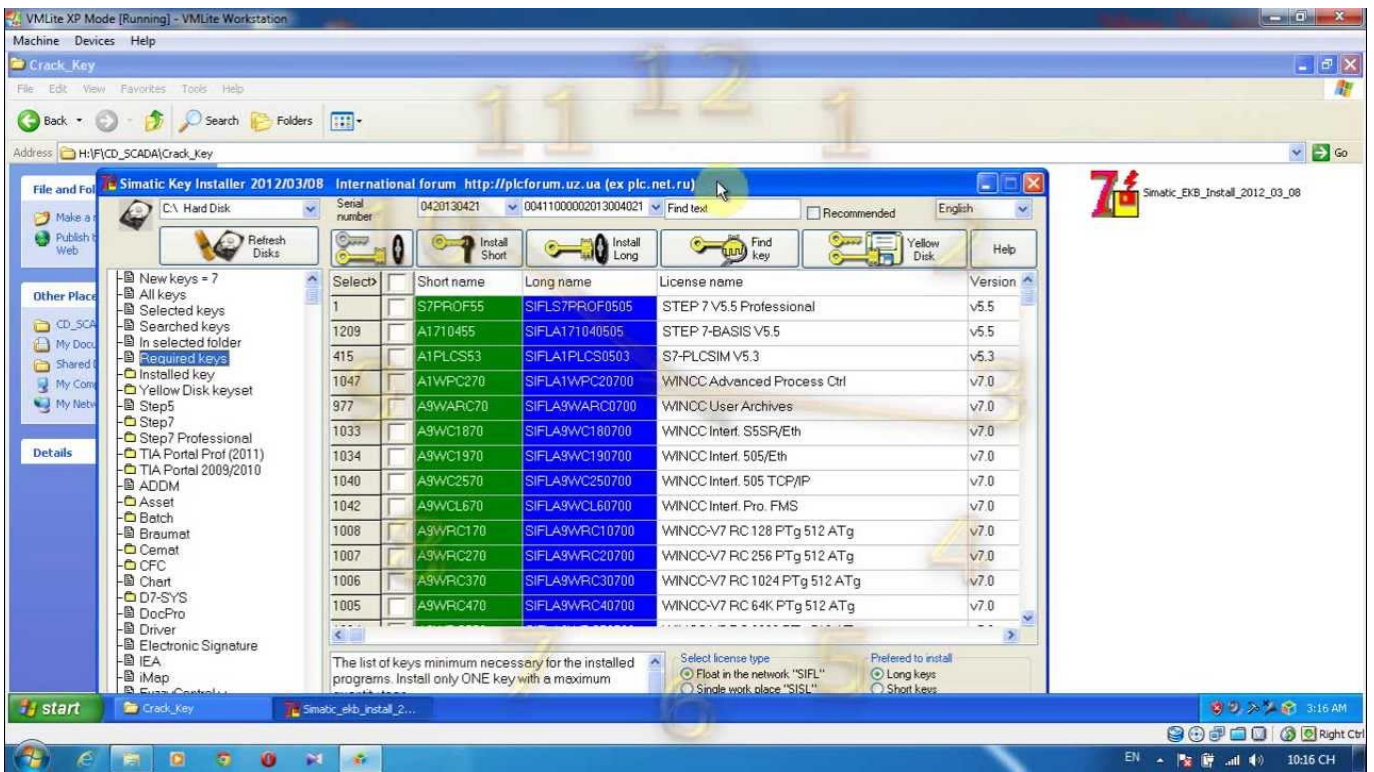 VMLite XP Mode [Running] - VMLite Workstation
Machine Devices Help
Crack_Key
File Edit View Favorites Tools Help
Back Search Folders
Address H:\F\CD_SCADA\Crack_Key Go
File and Fol
Make a
Publish t
Web
Other Place
CD_SCA
My Docu
Shared
My Com
My Netw
Details
Simatic Key Installer 2012/03/08 International forum http://plcforum.uz.ua (ex plc.net.ru)
C:\ Hard Disk
Serial number 0420130421 00411000002013004021 Find text Recommended English
Refresh Disks
Install Short
Install Long
Find key
Yellow Disk
Help
New keys = 7
All keys
Selected keys
Searched keys
In selected folder
Required keys
Installed key
Yellow Disk keyset
Step5
Step7
Step7 Professional
TIA Portal Prof (2011)
TIA Portal 2009/2010
ADDM
Asset
Batch
Braumat
Cemat
CFC
Chart
D7-SYS
DocPro
Driver
Electronic Signature
IEA
iMap
Select> Short name Long name License name Version
1 S7PROF55 SIFLS7PROF0505 STEP 7 V5.5 Professional v5.5
1209 A1710455 SIFLA171040505 STEP 7-BASIS V5.5 v5.5
415 A1PLCS53 SIFLA1PLCS0503 S7-PLCSIM V5.3 v5.3
1047 A1WPC270 SIFLA1WPC20700 WINCC Advanced Process Ctrl v7.0
977 A9WARC70 SIFLA9WARC0700 WINCC User Archives v7.0
1033 A9WC1870 SIFLA9WC180700 WINCC Interf. S5SR/Eth v7.0
1034 A9WC1970 SIFLA9WC190700 WINCC Interf. 505/Eth v7.0
1040 A9WC2570 SIFLA9WC250700 WINCC Interf. 505 TCP/IP v7.0
1042 A9WCL670 SIFLA9WCL60700 WINCC Interf. Pro. FMS v7.0
1008 A9WRC170 SIFLA9WRC10700 WINCC-V7 RC 128 PTg 512 ATg v7.0
1007 A9WRC270 SIFLA9WRC20700 WINCC-V7 RC 256 PTg 512 ATg v7.0
1006 A9WRC370 SIFLA9WRC30700 WINCC-V7 RC 1024 PTg 512 ATg v7.0
1005 A9WRC470 SIFLA9WRC40700 WINCC-V7 RC 64K PTg 512 ATg v7.0
The list of keys minimum necessary for the installed
programs. Install only ONE key with a maximum
Select license type
Float in the network "SIFL"
Single work place "SISL"
Prefered to install
Long keys
Short keys
Simatic_EKB_Install_2012_03_08
12
11
1
3
4
5
6
7
8
start Crack_Key Simatic_ekb_install_2... 3:16 AM
Right Ctrl
EN 10:16 CH